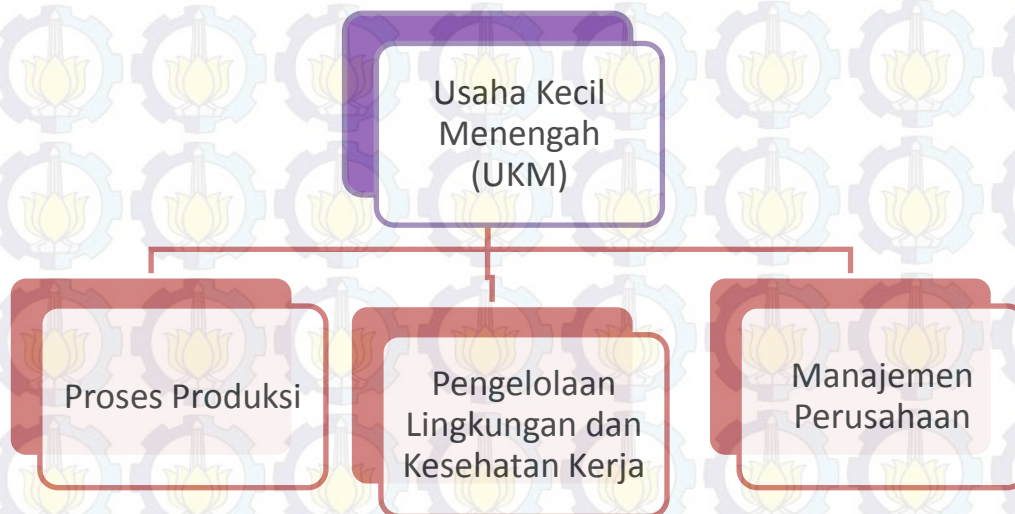 Usaha Kecil
Menengah
(UKM)
Proses Produksi
Pengelolaan
Lingkungan dan
Kesehatan Kerja
Manajemen
Perusahaan